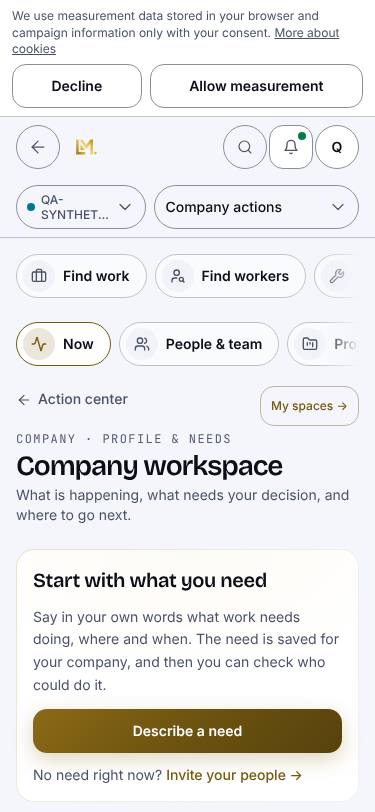 We use measurement data stored in your browser and
campaign information only with your consent. More about
cookies
Decline
Allow measurement
LM.
Q
QA-
SYNTHET...
Company actions
Find work
Find workers
Now
People & team
Pro
← Action center
My spaces →
COMPANY · PROFILE & NEEDS
Company workspace
What is happening, what needs your decision, and
where to go next.
Start with what you need
Say in your own words what work needs
doing, where and when. The need is saved for
your company, and then you can check who
could do it.
Describe a need
No need right now? Invite your people →